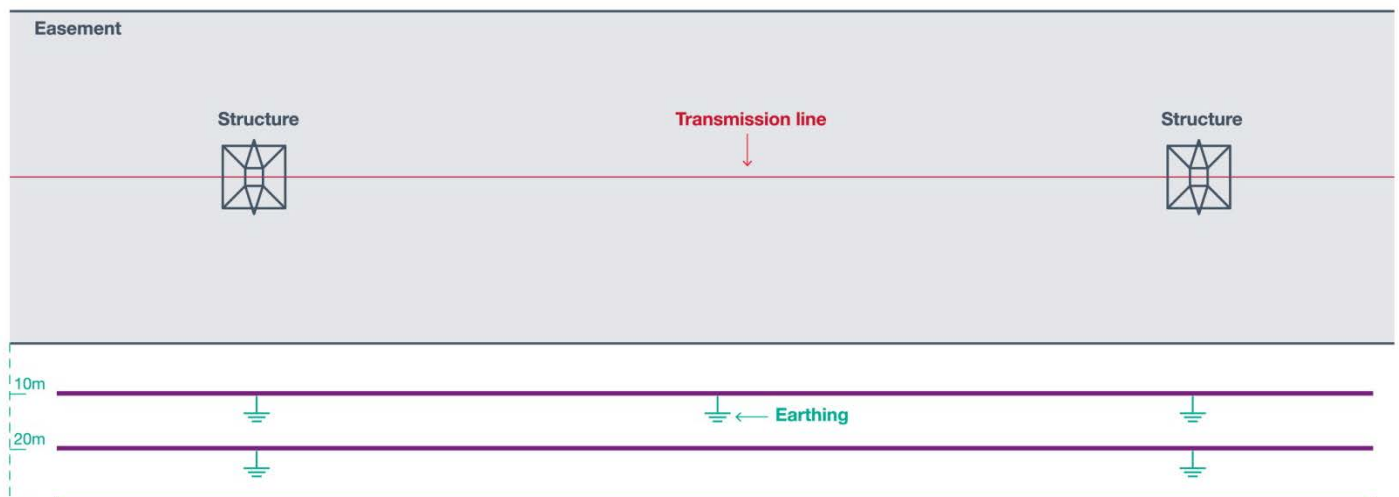 Easement
Structure
Transmission line
Structure
10m
Earthing
20m